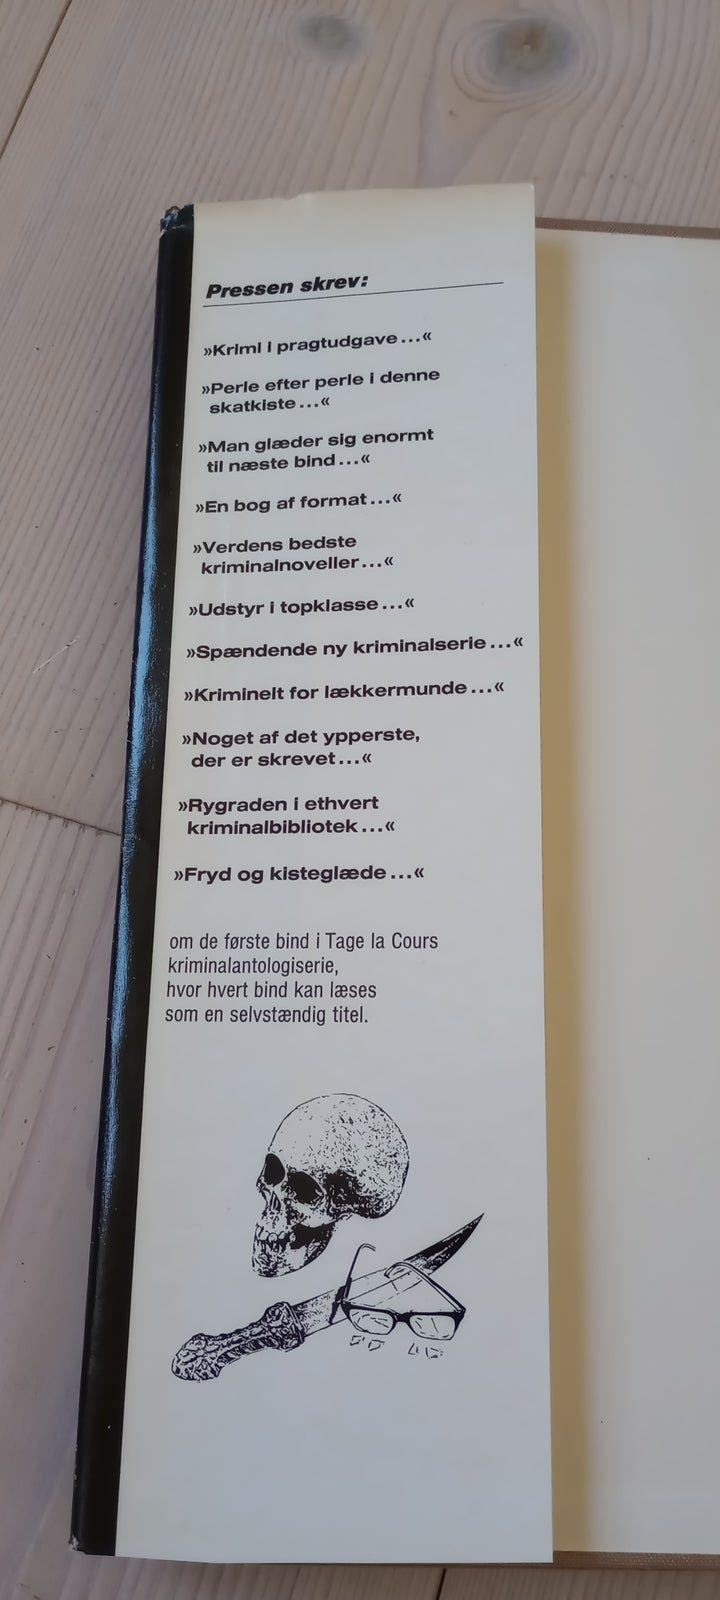 Pressen skrev:
»Krimi i pragtudgave...«
»Perle efter perle i denne
skatkiste...«
»Man glæder sig enormt
til næste bind...«
»En bog af format...«
»Verdens bedste
kriminalnoveller...«
»Udstyr i topklasse...«
»Spændende ny kriminalserie...«
»Kriminelt for lækkermunde...«
»Noget af det ypperste,
der er skrevet...«
»Rygraden i ethvert
kriminalbibliotek...«
»Fryd og kisteglæde...«
om de første bind i Tage la Cours
kriminalantologiserie,
hvor hvert bind kan læses
som en selvstændig titel.